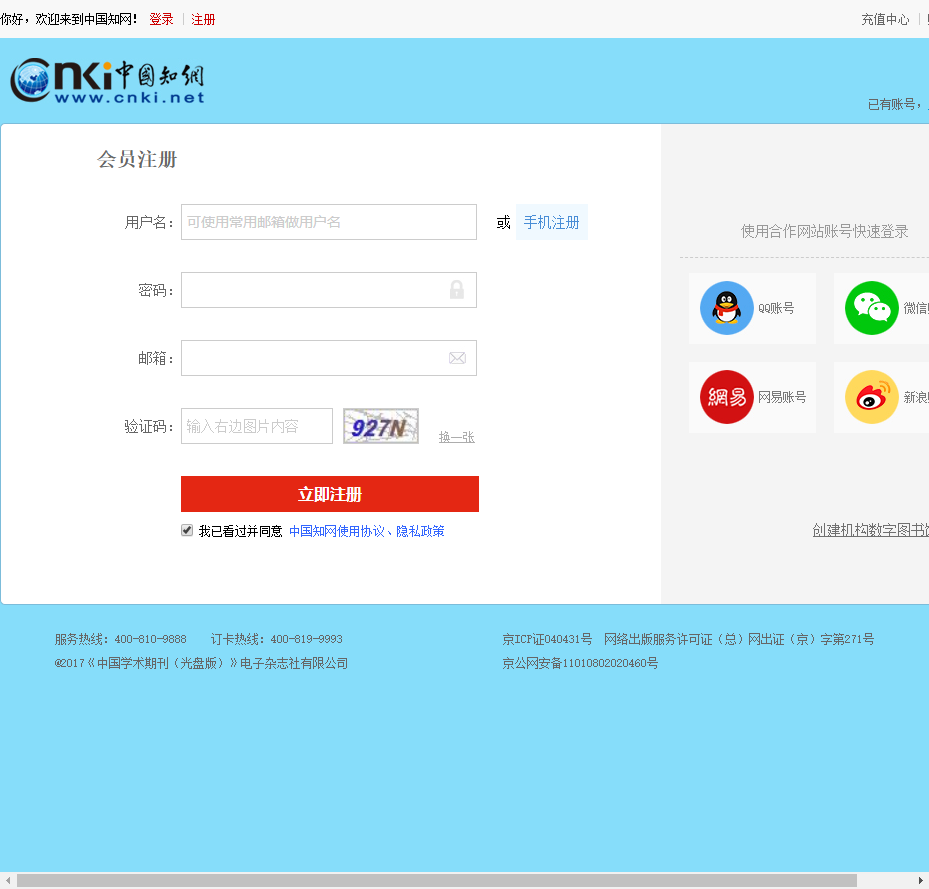 你好，欢迎来到中国知网！ 登录 注册 充值中心
cnki中国知網
www.cnki.net
已有账号，
会员注册
用户名： 可使用常用邮箱做用户名 或 手机注册
使用合作网站账号快速登录
密码：
QQ账号 微信
邮箱：
網易 网易账号 新浪
验证码： 输入右边图片内容 927N 换一张
立即注册
我已看过并同意 中国知网使用协议、隐私政策
创建机构数字图书
服务热线：400-810-9888 订卡热线：400-819-9993
京ICP证040431号 网络出版服务许可证（总）网出证（京）字第271号
©2017《中国学术期刊（光盘版）》电子杂志社有限公司
京公网安备11010802020460号